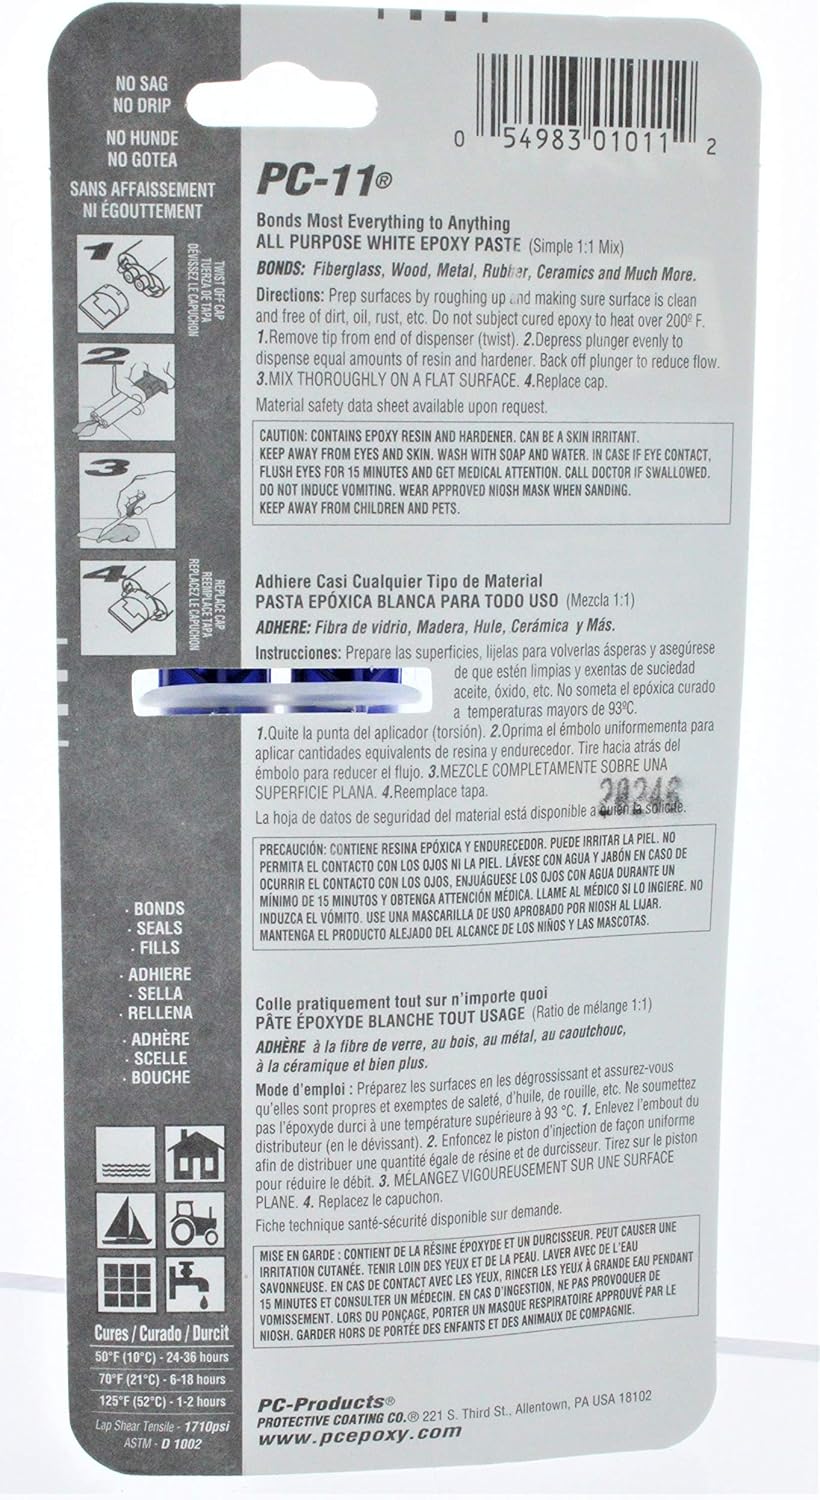 NO SAG
NO DRIP
NO HUNDE
NO GOTEA
SANS AFFAISSEMENT
NI ÉGOUTTEMENT
1
TWIST OFF CAP
TUERZA DE TAPA
DÉVISSEZ LE CAPUCHON
2
3
4.
REPLACE CAP
REEMPLACE TAPA
REPLACEZ LE CAPUCHON
· BONDS
· SEALS
· FILLS
· ADHIERE
· SELLA
· RELLENA
· ADHÈRE
· SCELLE
· BOUCHE
Cures / Curado / Durcit
50°F (10°C) - 24-36 hours
70°F (21°C) - 6-18 hours
125°F (52°C) - 1-2 hours
Lap Shear Tensile - 1710psi
ASTM - D 1002
0 54983 01011 2
PC-11®
Bonds Most Everything to Anything
ALL PURPOSE WHITE EPOXY PASTE (Simple 1:1 Mix)
BONDS: Fiberglass, Wood, Metal, Rubber, Ceramics and Much More.
Directions: Prep surfaces by roughing up and making sure surface is clean
and free of dirt, oil, rust, etc. Do not subject cured epoxy to heat over 200º F.
1.Remove tip from end of dispenser (twist). 2.Depress plunger evenly to
dispense equal amounts of resin and hardener. Back off plunger to reduce flow.
3.MIX THOROUGHLY ON A FLAT SURFACE. 4.Replace cap.
Material safety data sheet available upon request.
CAUTION: CONTAINS EPOXY RESIN AND HARDENER. CAN BE A SKIN IRRITANT.
KEEP AWAY FROM EYES AND SKIN. WASH WITH SOAP AND WATER. IN CASE IF EYE CONTACT,
FLUSH EYES FOR 15 MINUTES AND GET MEDICAL ATTENTION. CALL DOCTOR IF SWALLOWED.
DO NOT INDUCE VOMITING. WEAR APPROVED NIOSH MASK WHEN SANDING.
KEEP AWAY FROM CHILDREN AND PETS.
Adhiere Casi Cualquier Tipo de Material
PASTA EPÓXICA BLANCA PARA TODO USO (Mezcla 1:1)
ADHERE: Fibra de vidrio, Madera, Hule, Cerámica y Más.
Instrucciones: Prepare las superficies, lijelas para volverlas ásperas y asegúrese
de que estén limpias y exentas de suciedad
aceite, óxido, etc. No someta el epóxica curado
a temperaturas mayores de 93ºC.
1.Quite la punta del aplicador (torsión). 2.Oprima el émbolo uniformemente para
aplicar cantidades equivalentes de resina y endurecedor. Tire hacia atrás del
émbolo para reducir el flujo. 3.MEZCLE COMPLETAMENTE SOBRE UNA
SUPERFICIE PLANA. 4.Reemplace tapa.
20246
La hoja de datos de seguridad del material está disponible a quien la solicite.
PRECAUCIÓN: CONTIENE RESINA EPÓXICA Y ENDURECEDOR. PUEDE IRRITAR LA PIEL. NO
PERMITA EL CONTACTO CON LOS OJOS NI LA PIEL. LÁVESE CON AGUA Y JABÓN EN CASO DE
OCURRIR EL CONTACTO CON LOS OJOS, ENJUÁGUESE LOS OJOS CON AGUA DURANTE UN
MÍNIMO DE 15 MINUTOS Y OBTENGA ATTENCIÓN MÉDICA. LLAME AL MÉDICO SI LO INGIERE. NO
INDUZCA EL VÓMITO. USE UNA MASCARILLA DE USO APROBADO POR NIOSH AL LIJAR.
MANTENGA EL PRODUCTO ALEJADO DEL ALCANCE DE LOS NIÑOS Y LAS MASCOTAS.
Colle pratiquement tout sur n'importe quoi
PÂTE ÉPOXYDE BLANCHE TOUT USAGE (Ratio de mélange 1:1)
ADHÈRE à la fibre de verre, au bois, au métal, au caoutchouc,
à la céramique et bien plus.
Mode d'emploi : Préparez les surfaces en les dégrossissant et assurez-vous
qu'elles sont propres et exemptes de saleté, d'huile, de rouille, etc. Ne soumettez
pas l'époxyde durci à une température supérieure à 93 °C. 1. Enlevez l'embout du
distributeur (en le dévissant). 2. Enfoncez le piston d'injection de façon uniforme
afin de distribuer une quantité égale de résine et de durcisseur. Tirez sur le piston
pour réduire le débit. 3. MÉLANGEZ VIGOUREUSEMENT SUR UNE SURFACE
PLANE. 4. Replacez le capuchon.
Fiche technique santé-sécurité disponible sur demande.
MISE EN GARDE : CONTIENT DE LA RÉSINE ÉPOXYDE ET UN DURCISSEUR. PEUT CAUSER UNE
IRRITATION CUTANÉE. TENIR LOIN DES YEUX ET DE LA PEAU. LAVER AVEC DE L'EAU
SAVONNEUSE. EN CAS DE CONTACT AVEC LES YEUX, RINCER LES YEUX À GRANDE EAU PENDANT
15 MINUTES ET CONSULTER UN MÉDECIN. EN CAS D'INGESTION, NE PAS PROVOQUER DE
VOMISSEMENT. LORS DU PONÇAGE, PORTER UN MASQUE RESPIRATOIRE APPROUVÉ PAR LE
NIOSH. GARDER HORS DE PORTÉE DES ENFANTS ET DES ANIMAUX DE COMPAGNIE.
PC-Products®
PROTECTIVE COATING CO.® 221 S. Third St., Allentown, PA USA 18102
www.pcepoxy.com